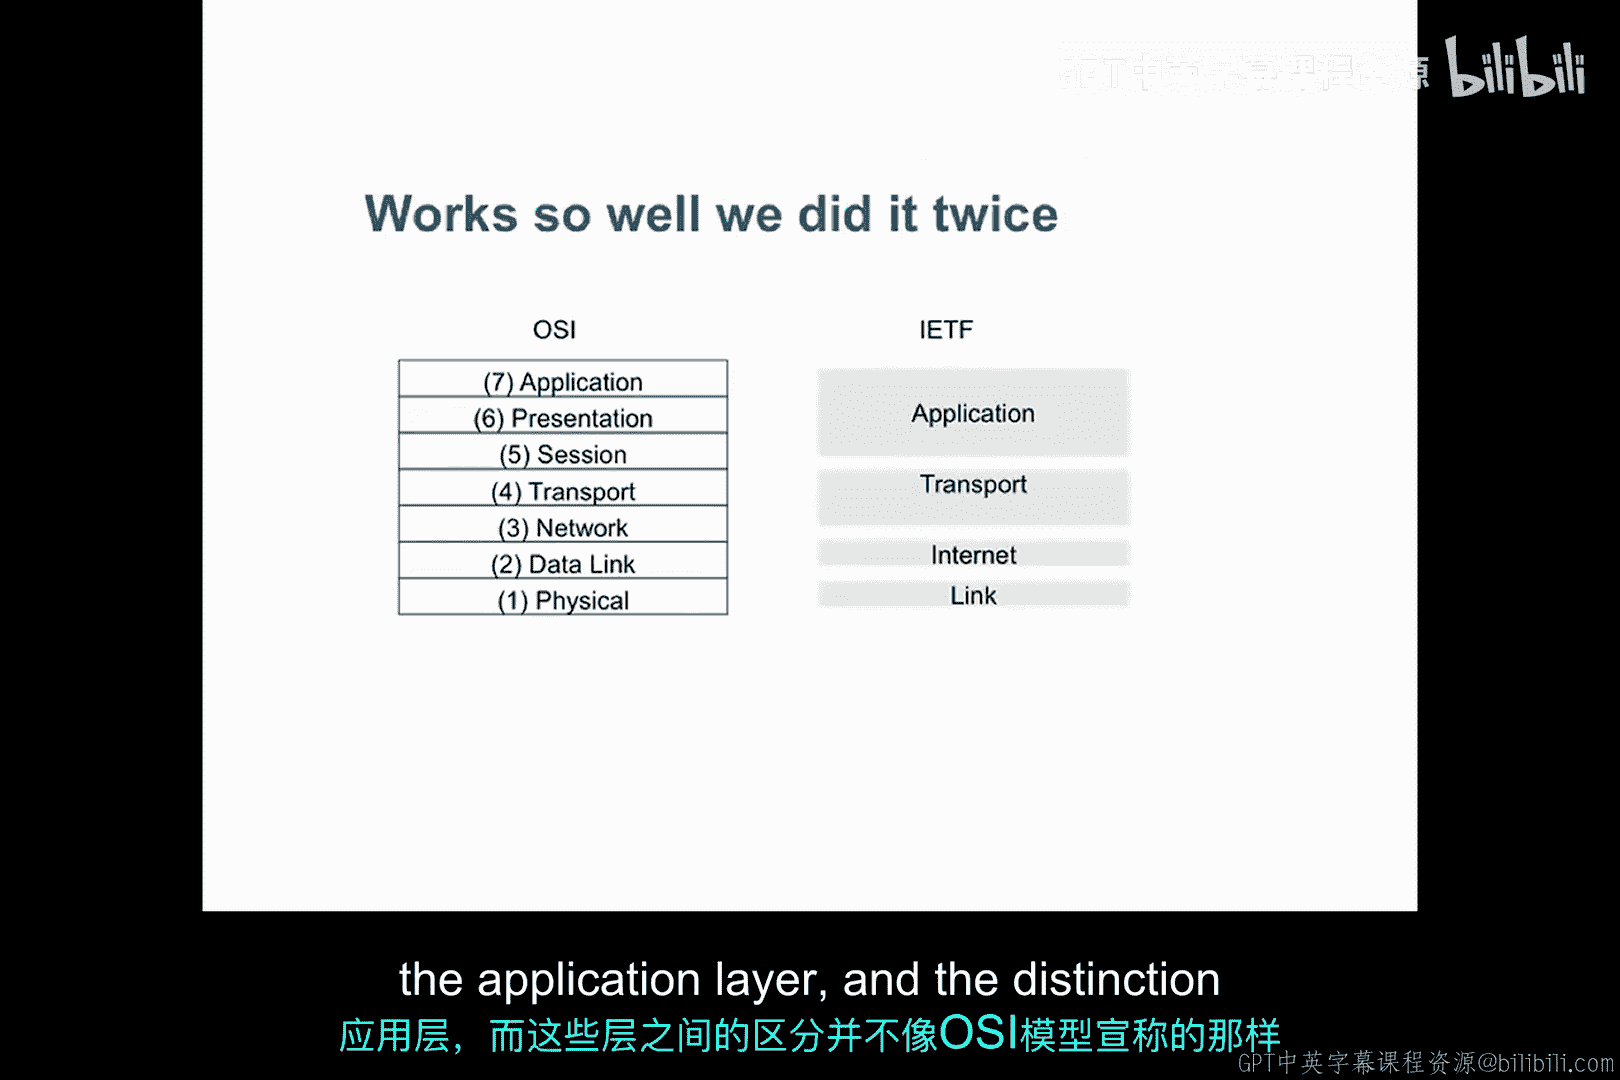 bilibili
Works so well we did it twice
OSI
IETF
(7) Application
(6) Presentation
(5) Session
(4) Transport
(3) Network
(2) Data Link
(1) Physical
Application
Transport
Internet
Link
the application layer, and the distinction
应用层，而这些层之间的区分并不像OSI模型宣称的那样
GPT中英字幕课程资源@bilibili.com